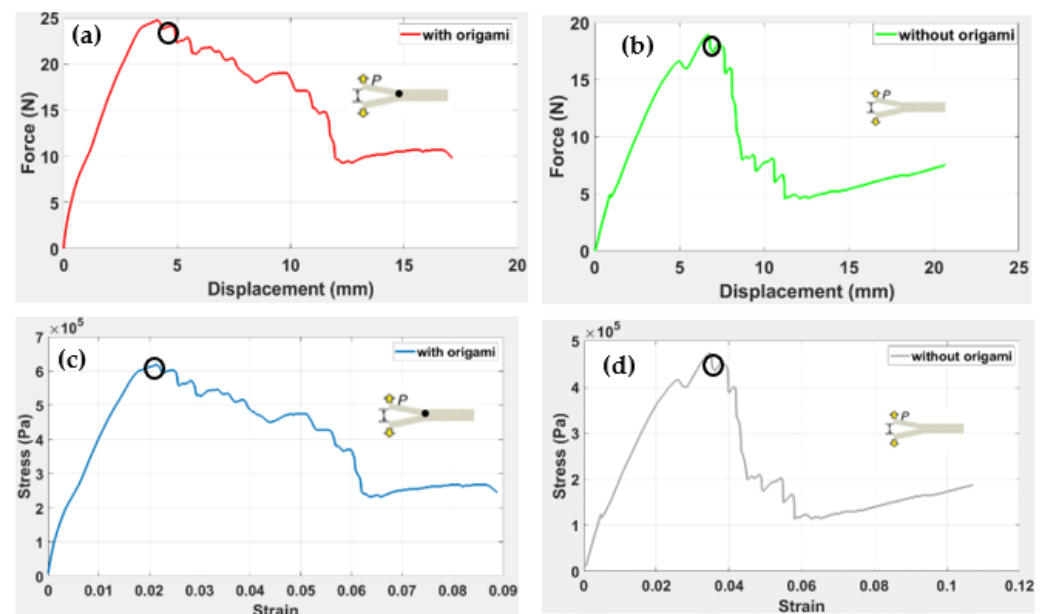 (a)
with origami
P
25
20
15
10
5
0
Force (N)
0 5 10 15 20
Displacement (mm)
(b)
without origami
P
20
15
10
5
0
Force (N)
0 5 10 15 20 25
Displacement (mm)
×10⁵
(c)
with origami
P
7
6
5
4
3
2
1
0
Stress (Pa)
0 0.01 0.02 0.03 0.04 0.05 0.06 0.07 0.08 0.09
Strain
×10⁵
(d)
without origami
P
5
4
3
2
1
0
Stress (Pa)
0 0.02 0.04 0.06 0.08 0.1 0.12
Strain